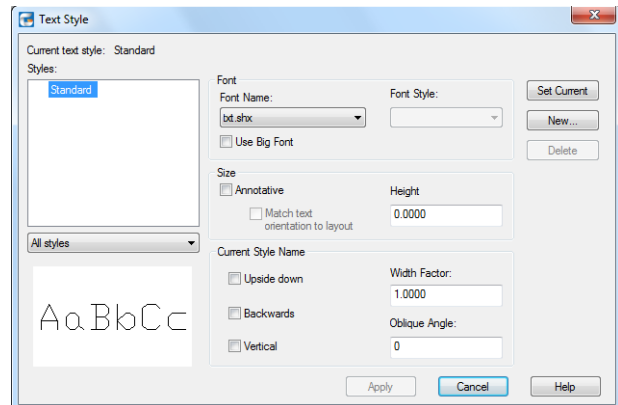 Text Style
Current text style: Standard
Styles:
Standard
All styles
AaBbCc
Font
Font Name:
txt.shx
Use Big Font
Font Style:
Size
Annotative
Match text
orientation to layout
Height
0.0000
Current Style Name
Upside down
Backwards
Vertical
Width Factor:
1.0000
Oblique Angle:
0
Set Current
New...
Delete
Apply
Cancel
Help